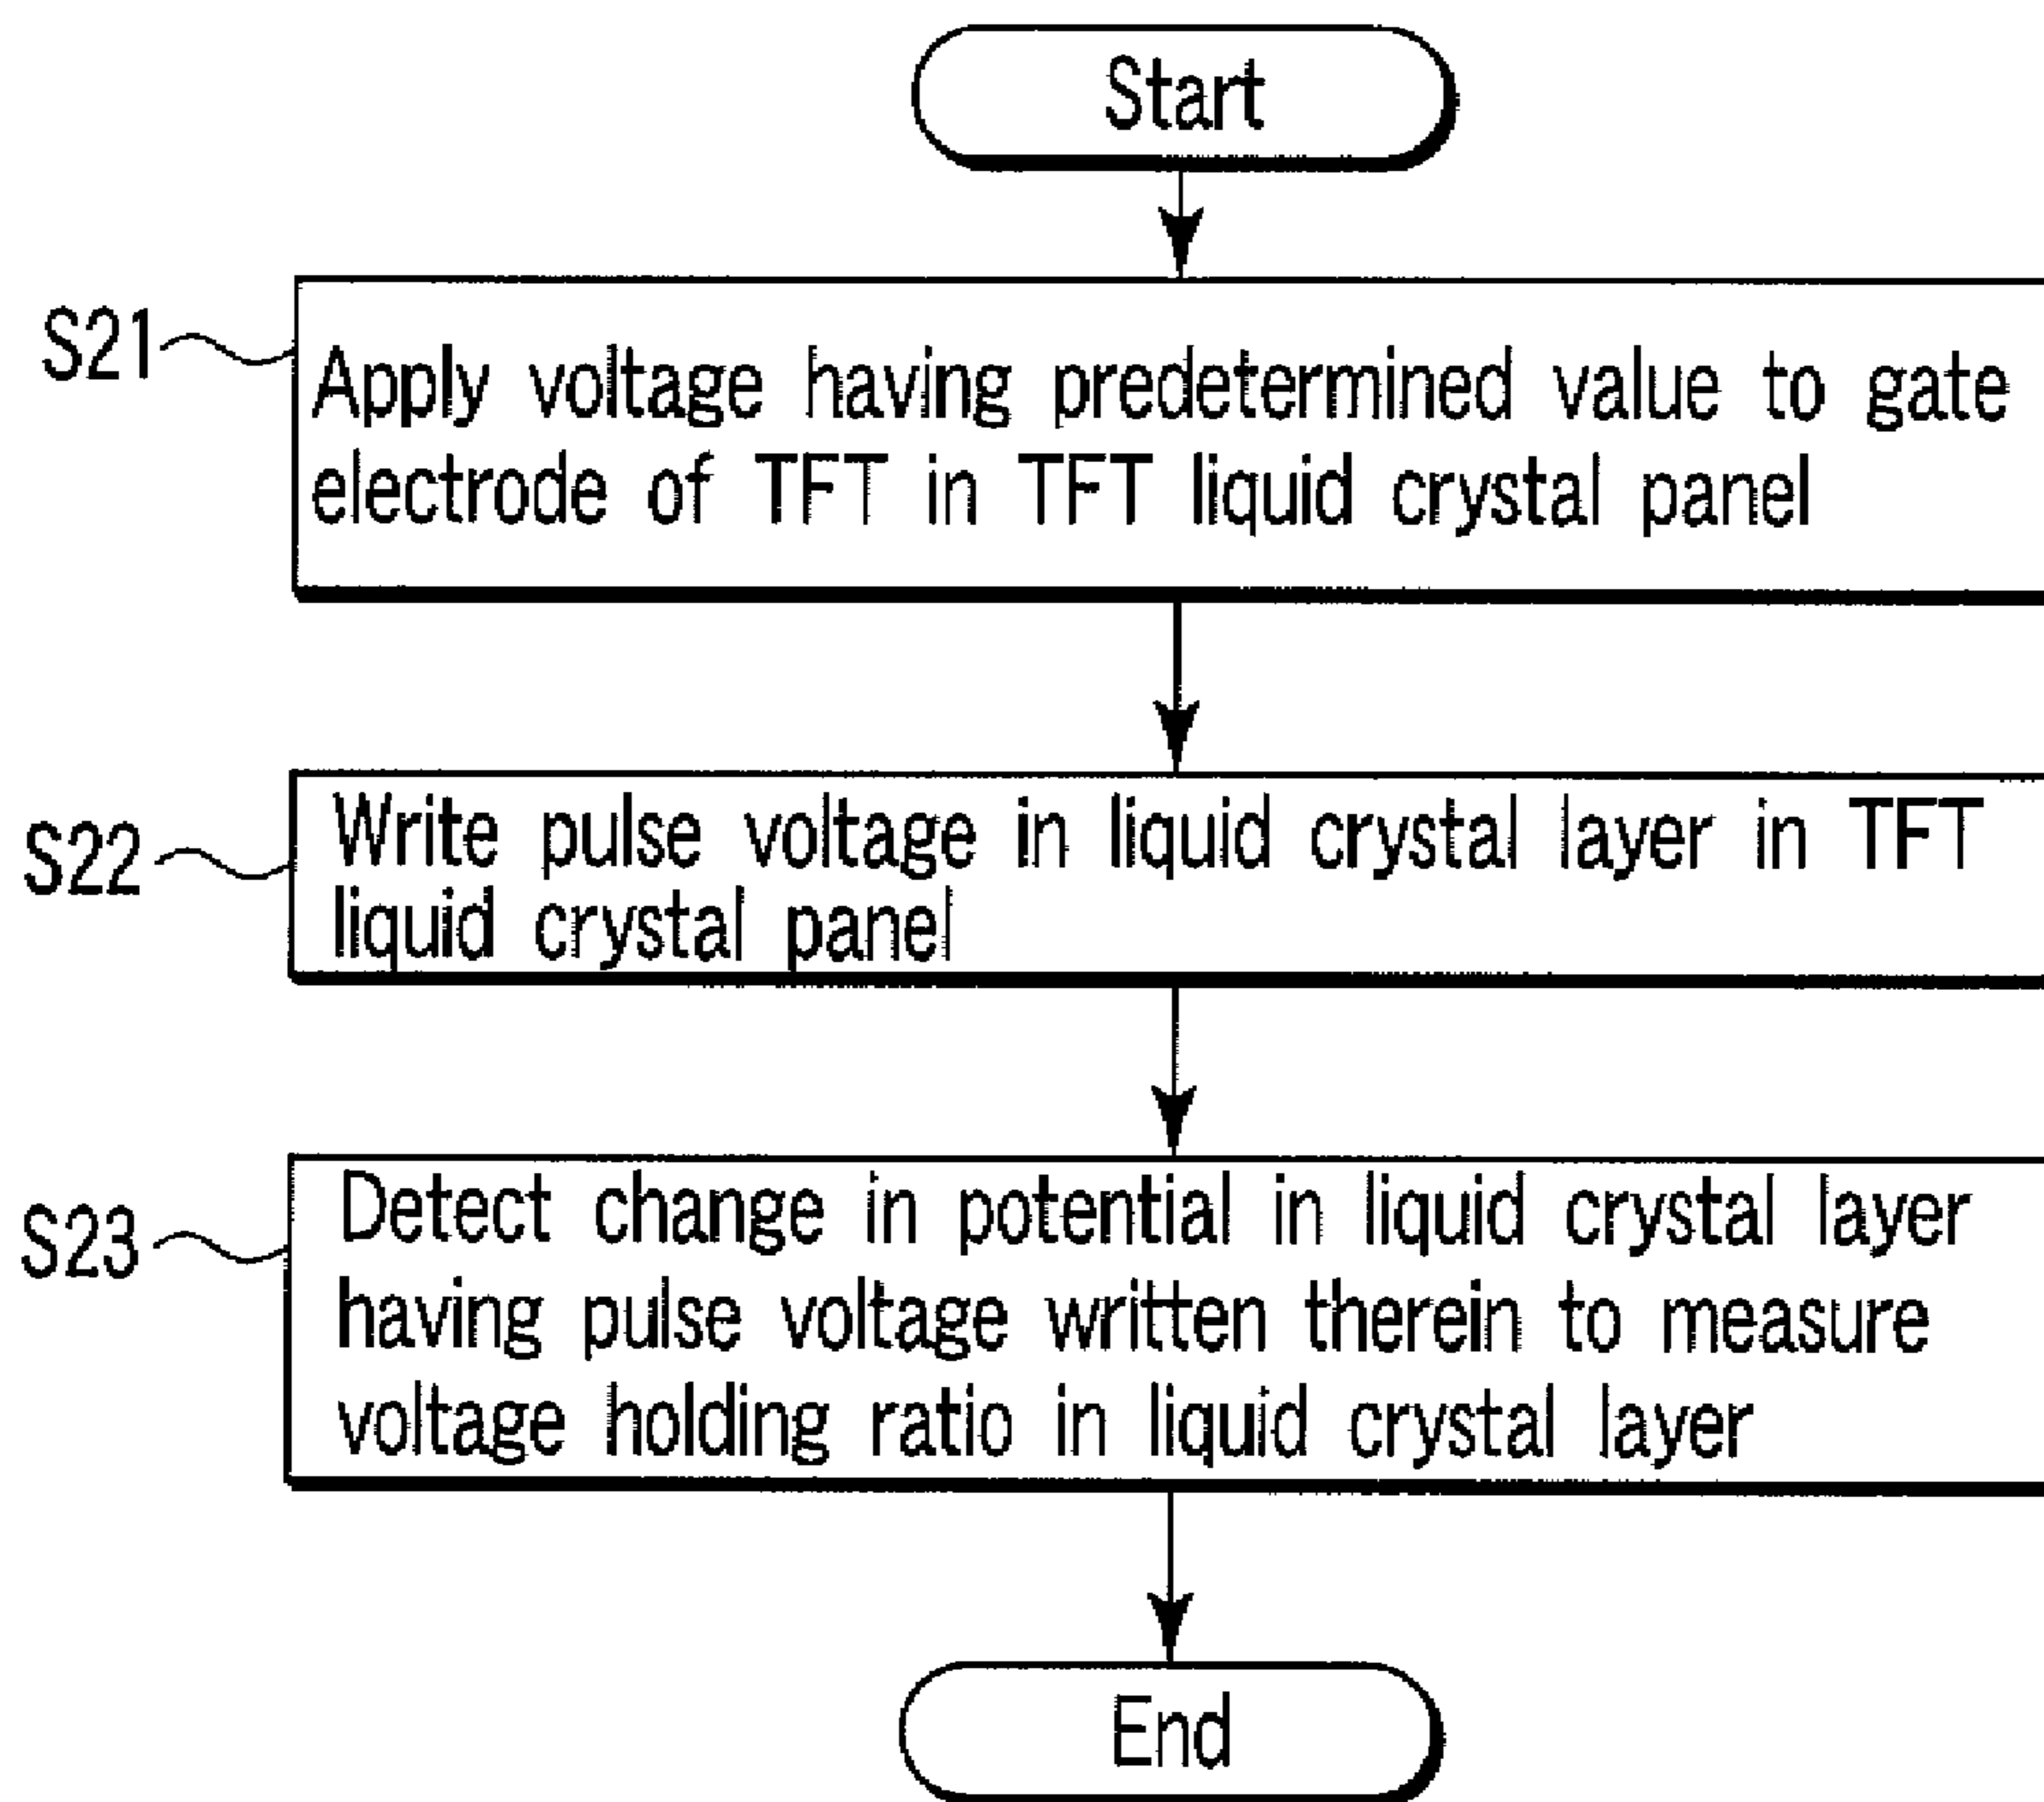 Start
S21
Apply voltage having predetermined value to gate
electrode of TFT in TFT liquid crystal panel
S22
Write pulse voltage in liquid crystal layer in TFT
liquid crystal panel
S23
Detect change in potential in liquid crystal layer
having pulse voltage written therein to measure
voltage holding ratio in liquid crystal layer
End